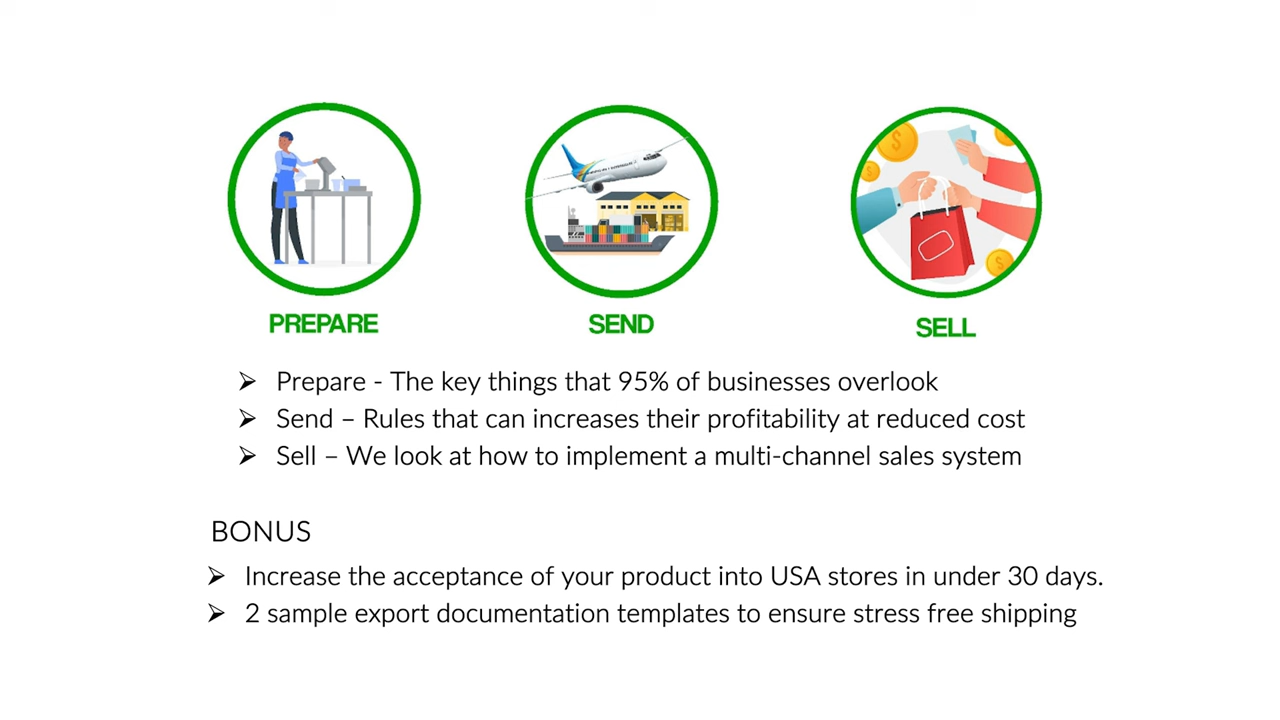 PREPARE
SEND
SELL
Prepare - The key things that 95% of businesses overlook
Send – Rules that can increases their profitability at reduced cost
Sell – We look at how to implement a multi-channel sales system
BONUS
Increase the acceptance of your product into USA stores in under 30 days.
2 sample export documentation templates to ensure stress free shipping